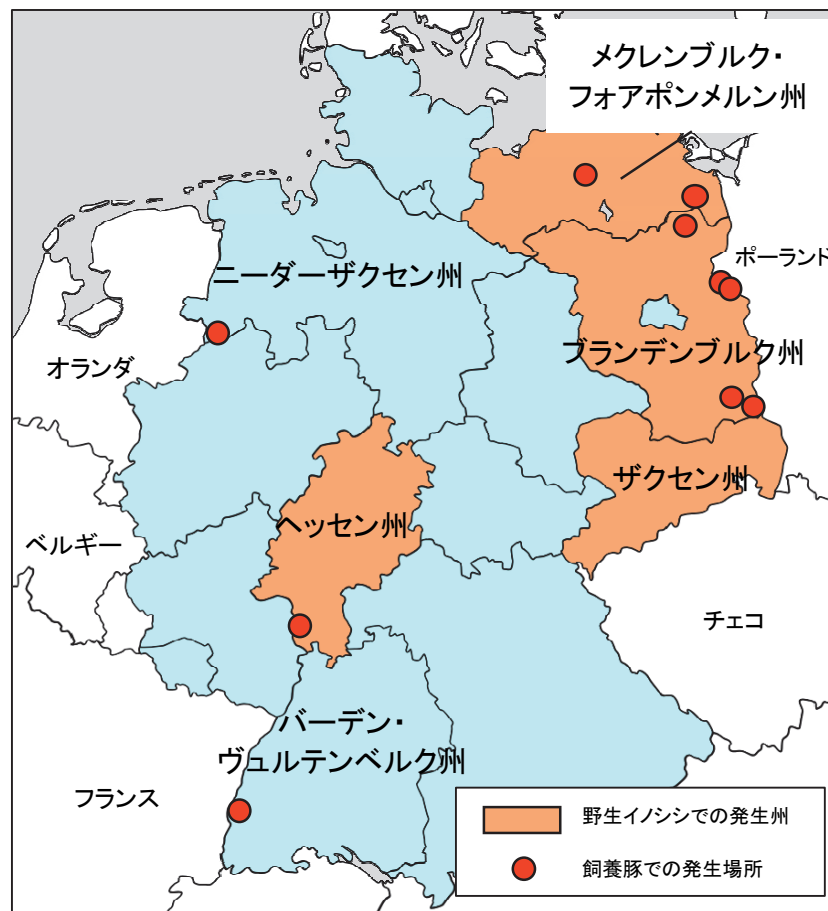 メクレンブルク・
フォアポンメルン州
ニーダーザクセン州
ポーランド
オランダ
ブランデンブルク州
ザクセン州
ヘッセン州
ベルギー
チェコ
バーデン・
ヴュルテンベルク州
フランス
野生イノシシでの発生州
飼養豚での発生場所